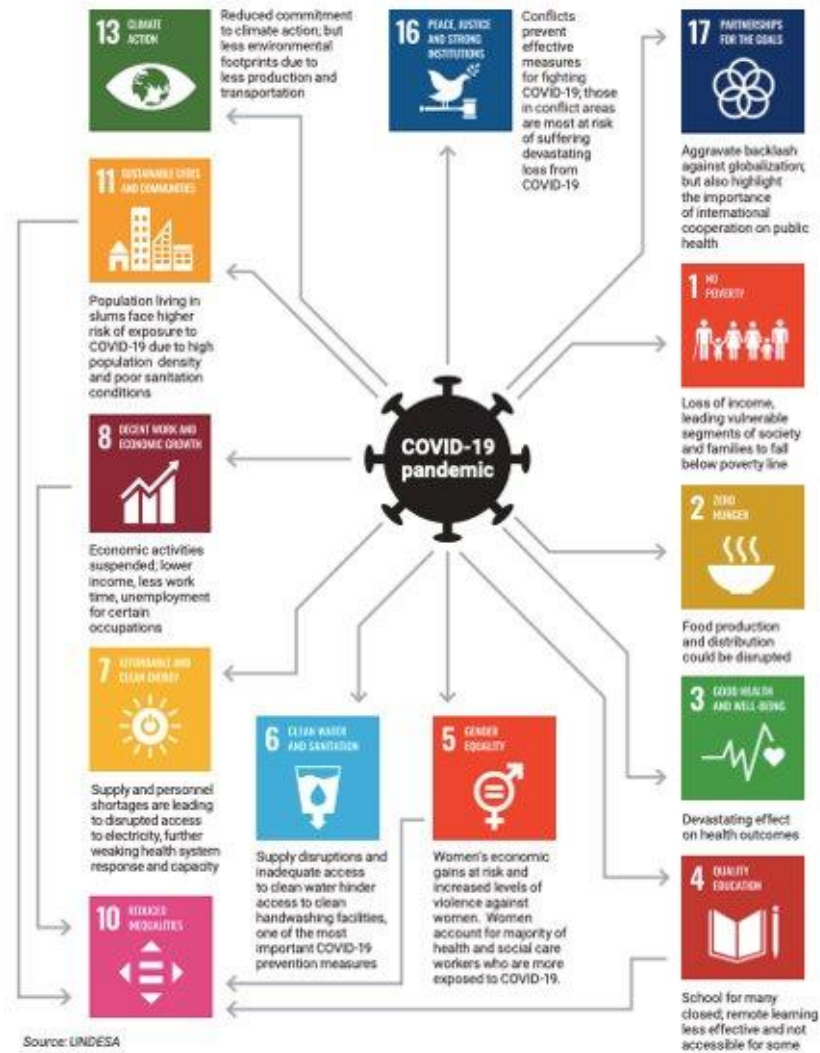 13 CLIMATE
ACTION
Reduced commitment
to climate action; but
less environmental
footprints due to
less production and
transportation
16 PEACE, JUSTICE
AND STRONG
INSTITUTIONS
Conflicts
prevent
effective
measures
for fighting
COVID-19; those
in conflict areas
are most at risk
of suffering
devastating
loss from
COVID-19
17 PARTNERSHIPS
FOR THE GOALS
Aggravate backlash
against globalization;
but also highlight
the importance
of international
cooperation on public
health
11 SUSTAINABLE CITIES
AND COMMUNITIES
Population living in
slums face higher
risk of exposure to
COVID-19 due to high
population density
and poor sanitation
conditions
1 NO
POVERTY
Loss of income,
leading vulnerable
segments of society
and families to fall
below poverty line
COVID-19
pandemic
8 DECENT WORK AND
ECONOMIC GROWTH
Economic activities
suspended; lower
income, less work
time, unemployment
for certain
occupations
2 ZERO
HUNGER
Food production
and distribution
could be disrupted
7 AFFORDABLE AND
CLEAN ENERGY
Supply and personnel
shortages are leading
to disrupted access
to electricity, further
weaking health system
response and capacity
3 GOOD HEALTH
AND WELL-BEING
Devastating effect
on health outcomes
6 CLEAN WATER
AND SANITATION
Supply disruptions and
inadequate access
to clean water hinder
access to clean
handwashing facilities,
one of the most
important COVID-19
prevention measures
5 GENDER
EQUALITY
Women's economic
gains at risk and
increased levels of
violence against
women. Women
account for majority of
health and social care
workers who are more
exposed to COVID-19.
4 QUALITY
EDUCATION
School for many
closed; remote learning
less effective and not
accessible for some
10 REDUCED
INEQUALITIES
Source: UNDESA